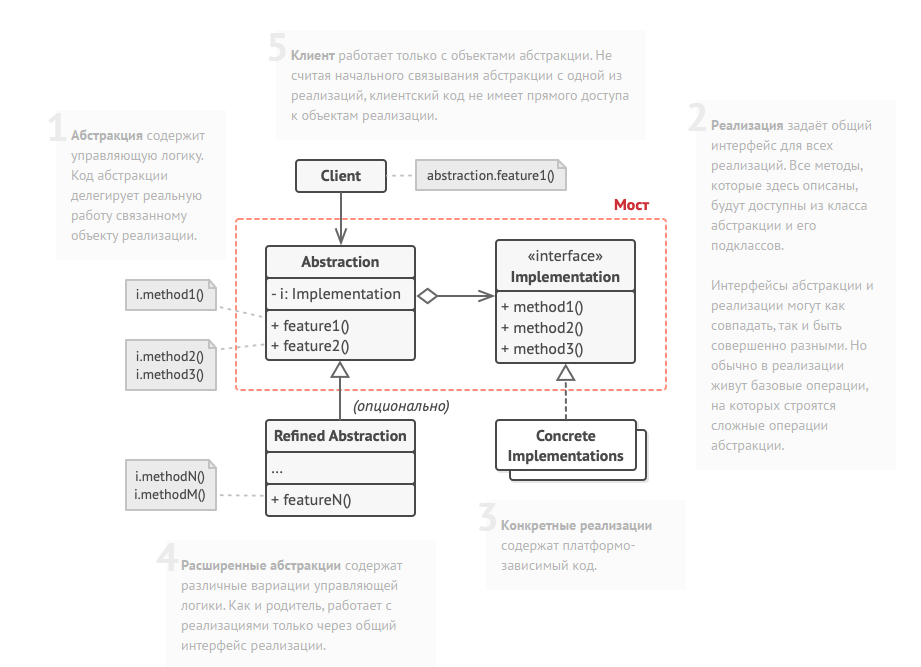 5
Клиент работает только с объектами абстракции. Не
считая начального связывания абстракции с одной из
реализаций, клиентский код не имеет прямого доступа
к объектам реализации.
1
Абстракция содержит
управляющую логику.
Код абстракции
делегирует реальную
работу связанному
объекту реализации.
2
Реализация задаёт общий
интерфейс для всех
реализаций. Все методы,
которые здесь описаны,
будут доступны из класса
абстракции и его
подклассов.
Интерфейсы абстракции и
реализации могут как
совпадать, так и быть
совершенно разными. Но
обычно в реализации
живут базовые операции,
на которых строятся
сложные операции
абстракции.
Client
abstraction.feature1()
Мост
Abstraction
- i: Implementation
+ feature1()
+ feature2()
«interface»
Implementation
+ method1()
+ method2()
+ method3()
i.method1()
i.method2()
i.method3()
(опционально)
Refined Abstraction
...
+ featureN()
Concrete
Implementations
i.methodN()
i.methodM()
3
Конкретные реализации
содержат платформо-
зависимый код.
4
Расширенные абстракции содержат
различные вариации управляющей
логики. Как и родитель, работает с
реализациями только через общий
интерфейс реализации.